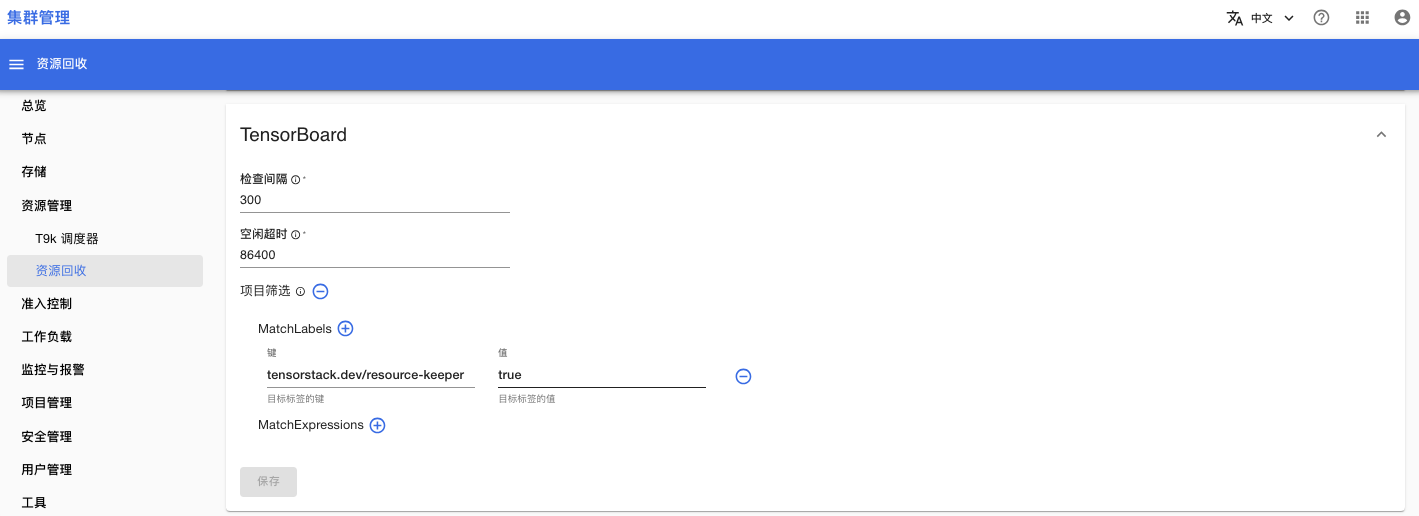 集群管理
中文
资源回收
总览
节点
存储
资源管理
T9k 调度器
资源回收
准入控制
工作负载
监控与报警
项目管理
安全管理
用户管理
工具
TensorBoard
检查间隔 *
300
空闲超时 *
86400
项目筛选
MatchLabels
键 值
tensorstack.dev/resource-keeper true
目标标签的键 目标标签的值
MatchExpressions
保存